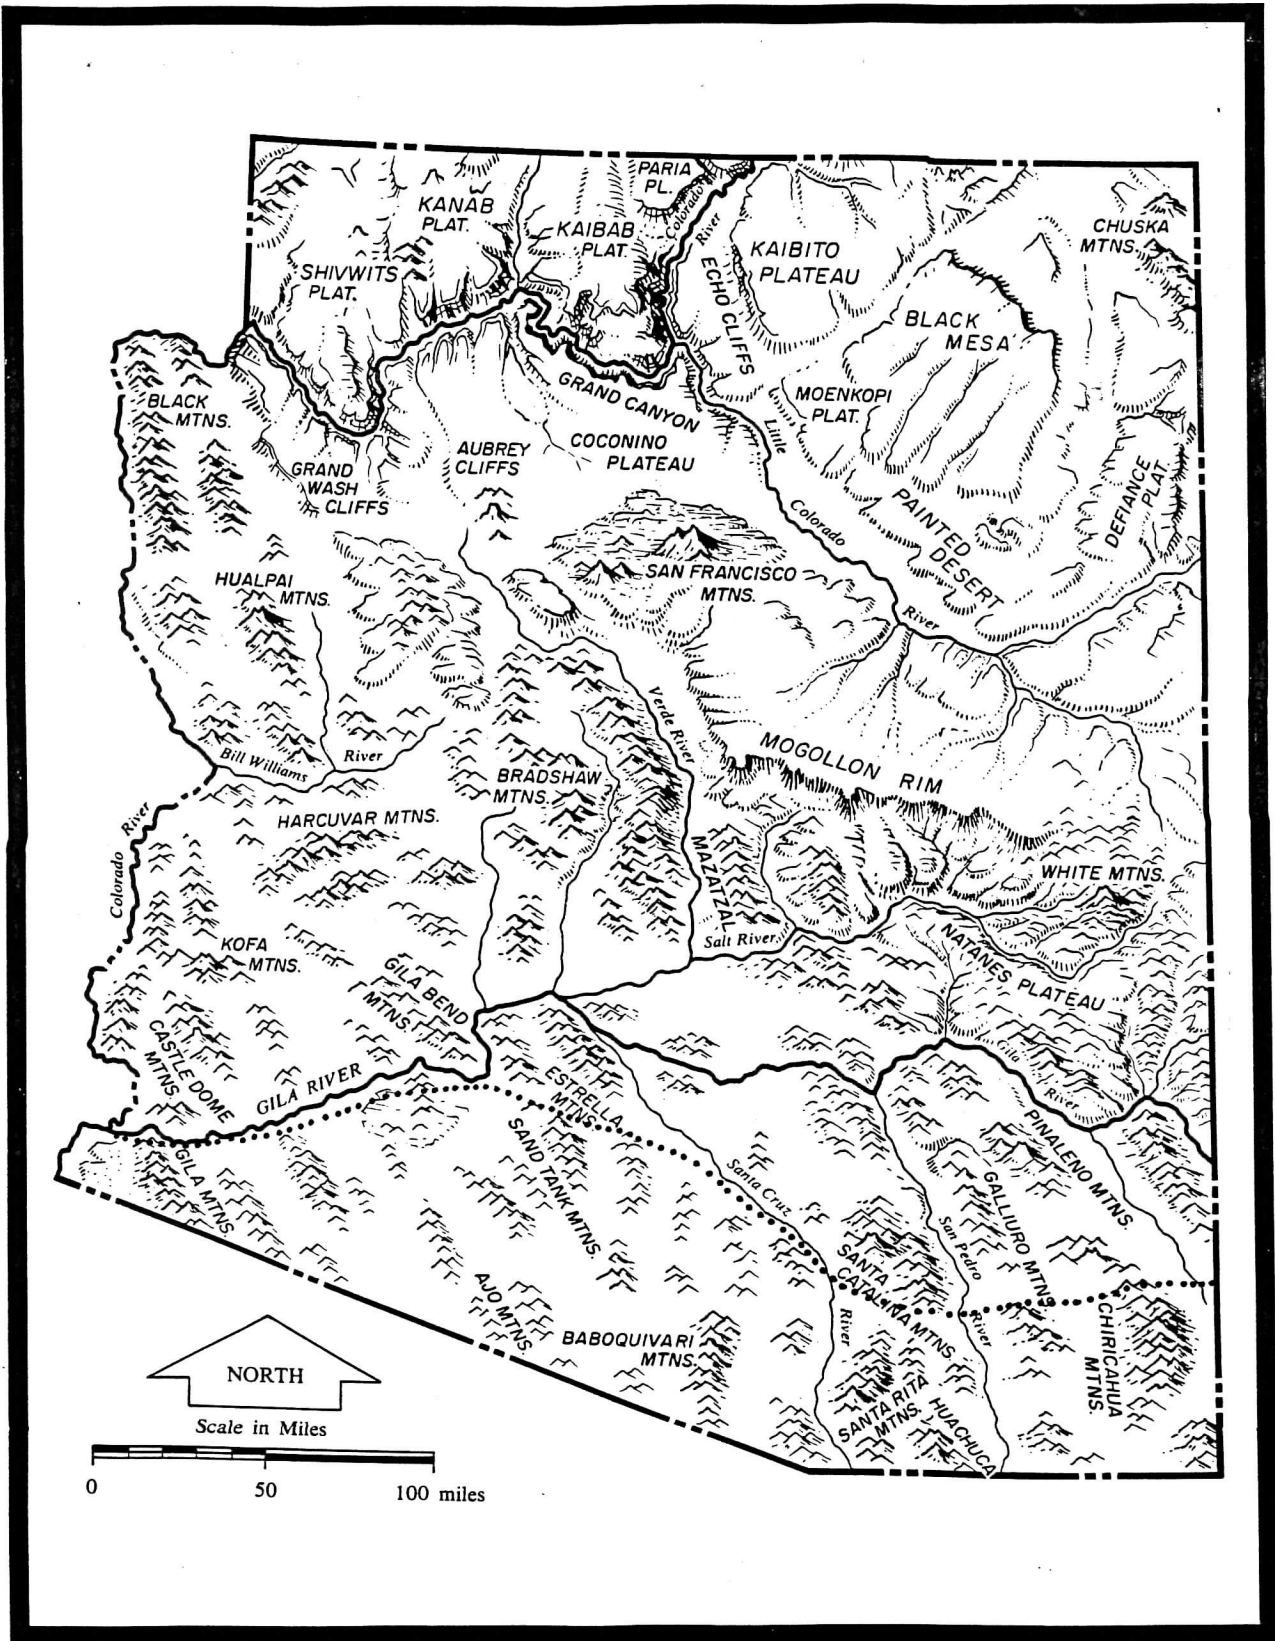 PARIA
PL.
KANAB
PLAT.
KAIBAB
PLAT.
Colorado
River
CHUSKA
MTNS.
KAIBITO
PLATEAU
SHIVWITS
PLAT.
ECHO CLIFFS
BLACK
MESA
BLACK
MTNS.
GRAND CANYON
MOENKOPI
PLAT.
Little
Colorado
River
AUBREY
CLIFFS
COCONINO
PLATEAU
GRAND
WASH
CLIFFS
PAINTED
DESERT
DEFIANCE
PLAT
HUALPAI
MTNS.
SAN FRANCISCO
MTNS.
Verde River
Bill Williams
River
MOGOLLON RIM
BRADSHAW
MTNS.
HARCUVAR MTNS.
Colorado
River
MAZATZAL
WHITE MTNS.
Salt River
KOFA
MTNS.
GILA BEND
MTNS.
NATANES PLATEAU
CASTLE DOME
MTNS.
GILA RIVER
ESTRELLA
MTNS.
Gila
River
PINALENO MTNS.
GILA MTNS.
SAND TANK MTNS.
Santa Cruz
River
GALLIURO MTNS.
San Pedro
River
SANTA
CATALINA MTNS.
AJO MTNS.
BABOQUIVARI
MTNS.
CHIRICAHUA
MTNS.
SANTA RITA
MTNS.
HUACHUCA
NORTH
Scale in Miles
0 50 100 miles